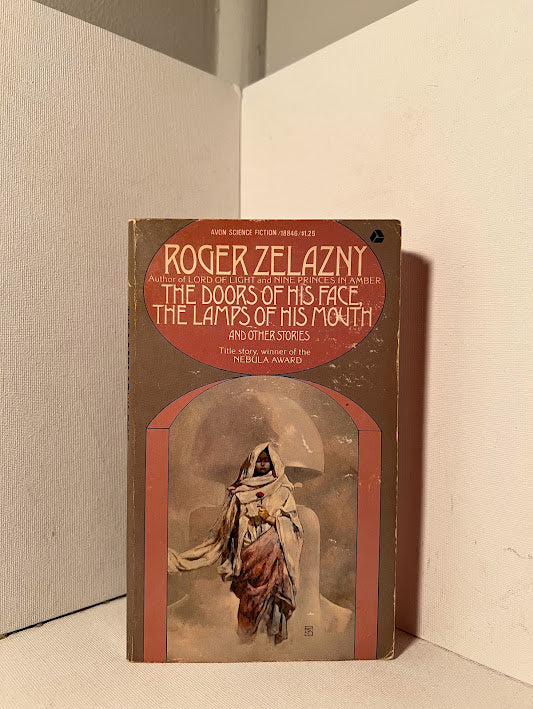 AVON SCIENCE FICTION /18846/$1.25
ROGER ZELAZNY
Author of LORD OF LIGHT and NINE PRINCES IN AMBER
THE DOORS OF HIS FACE,
THE LAMPS OF HIS MOUTH
AND OTHER STORIES
Title story, winner of the
NEBULA AWARD